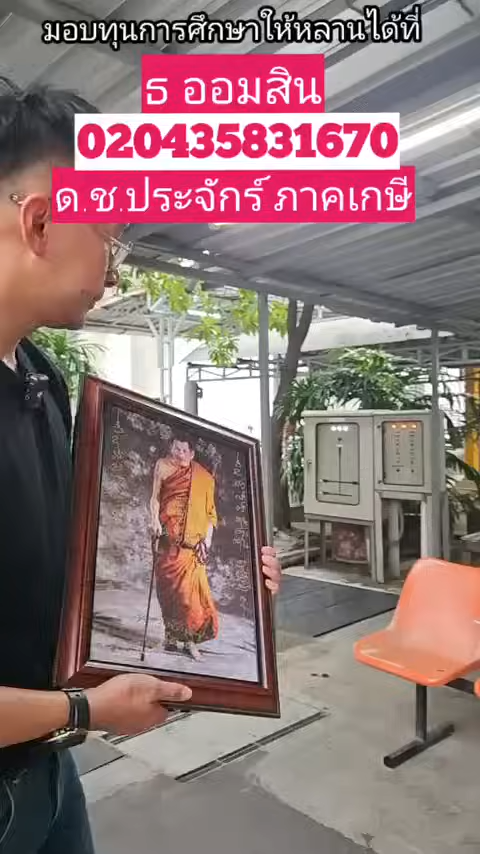 มอบทุนการศึกษาให้หลานได้ที่
ธ ออมสิน
020435831670
ด.ช.ประจักร์ ภาคเกษี